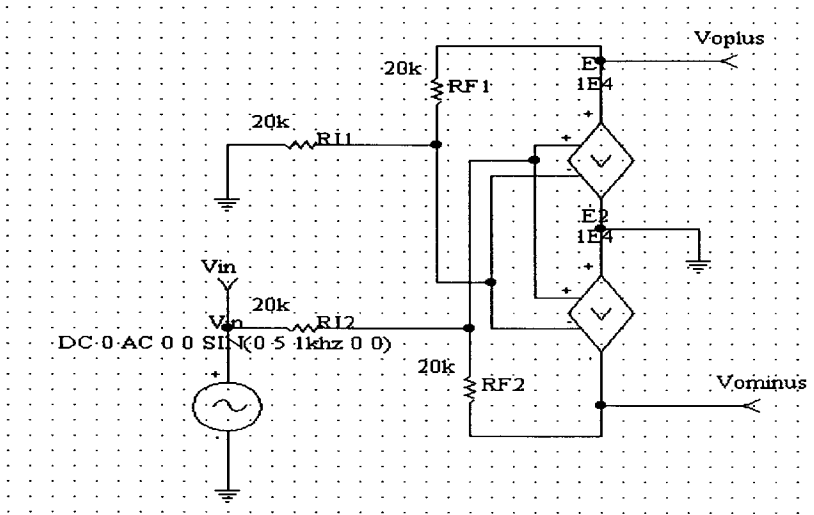 Voplus
E1
20k
RF1
1E4
20k
RI1
E2
1E4
Vin
20k
Vin
RI2
DC 0 AC 0 0 SIN(0 5 1khz 0 0)
20k
RF2
Vominus